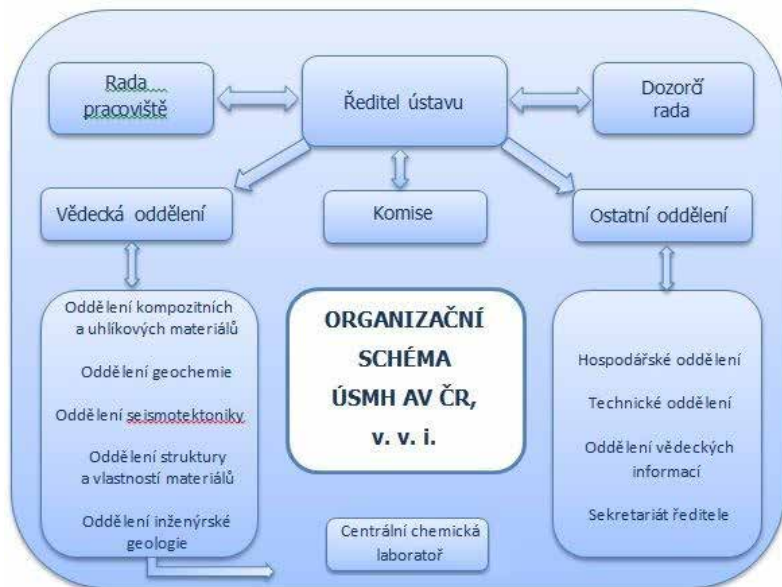 Rada
pracoviště
Ředitel ústavu
Dozorčí
rada
Vědecká oddělení
Komise
Ostatní oddělení
Oddělení kompozitních
a uhlíkových materiálů
Oddělení geochemie
Oddělení seismotektoniky
Oddělení struktury
a vlastností materiálů
Oddělení inženýrské
geologie
ORGANIZAČNÍ
SCHÉMA
ÚSMH AV ČR,
v. v. i.
Centrální chemická
laboratoř
Hospodářské oddělení
Technické oddělení
Oddělení vědeckých
informací
Sekretariát ředitele